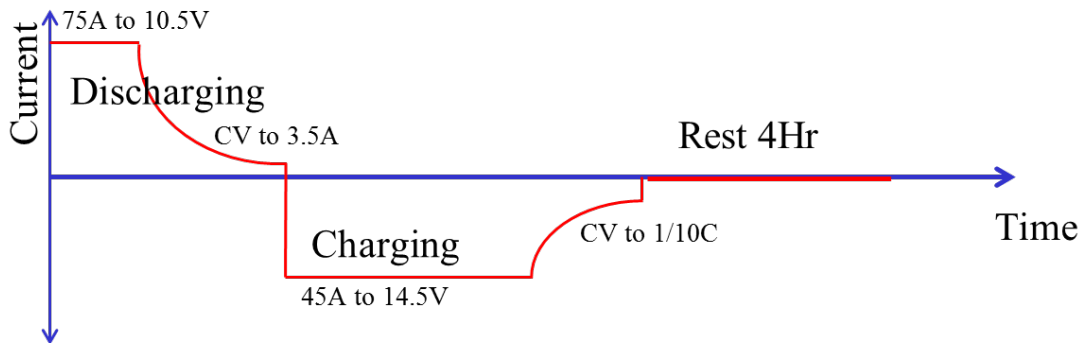 75A to 10.5V
Current
Discharging
CV to 3.5A
Rest 4Hr
Time
CV to 1/10C
Charging
45A to 14.5V